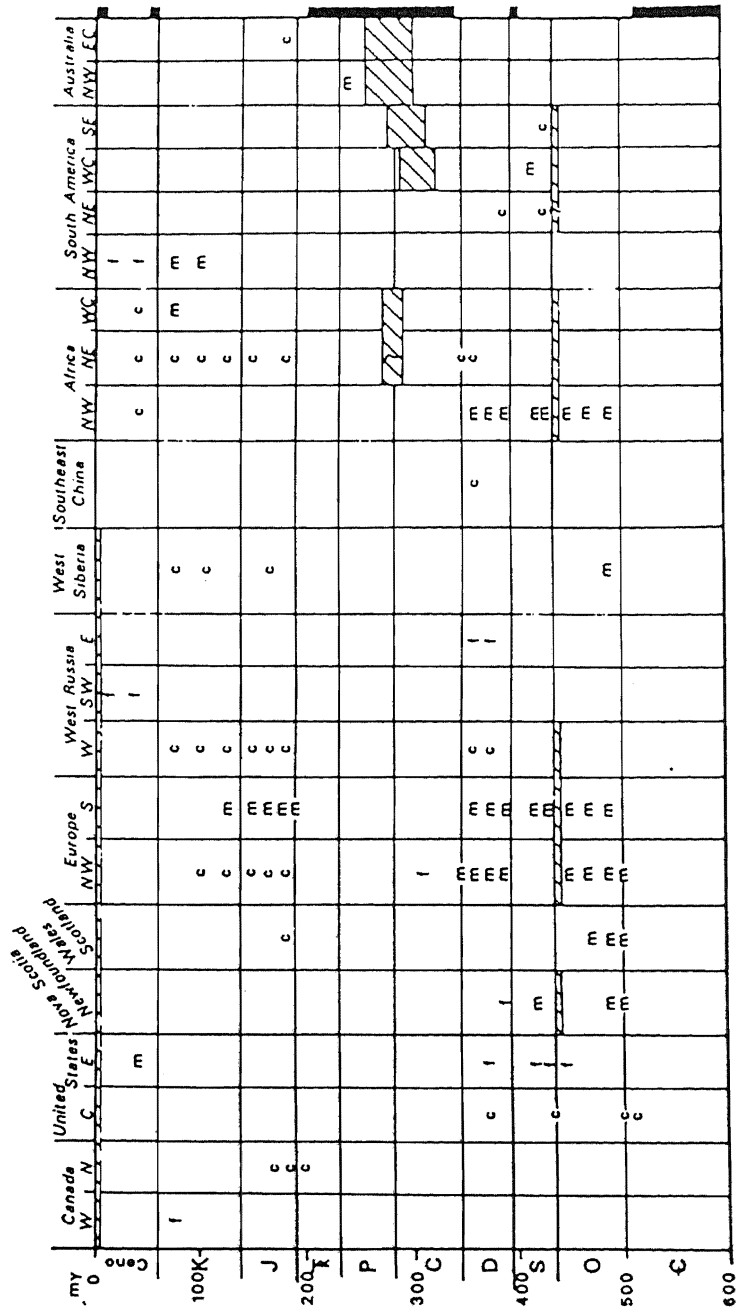 Nova Scotia
Newfoundland
Wales
Scotland
Canada United States Europe West Russia West Siberia Southeast China Africa South America Australia
W N C E NW S W SW E NW NE WC NW NE WC SE NW EC
my
0
f f
Ceno
m f c c c f
f c c c m m
100 K
c c c c m
c m c c
c m c c
J
c c m c c
c c c m c c c
c m
200
Ћ
m
P
300
C
f
m c
m m c f c m c
D
c f m m c f m
f m m m c
400
S
f m m m m
f m m c c
c
f m m m
O
m m m m
m m m m m m
500
c m m m
c
Є
600